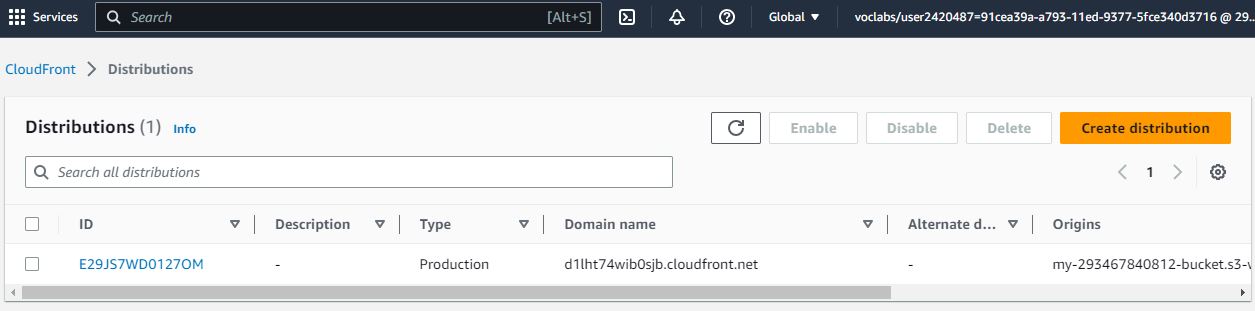 Services Search [Alt+S] Global voclabs/user2420487=91cea39a-a793-11ed-9377-5fce340d3716 @ 29...
CloudFront Distributions
Distributions (1) Info Enable Disable Delete Create distribution
Search all distributions 1
ID Description Type Domain name Alternate d... Origins
E29JS7WD0127OM - Production d1lht74wib0sjb.cloudfront.net - my-293467840812-bucket.s3-w